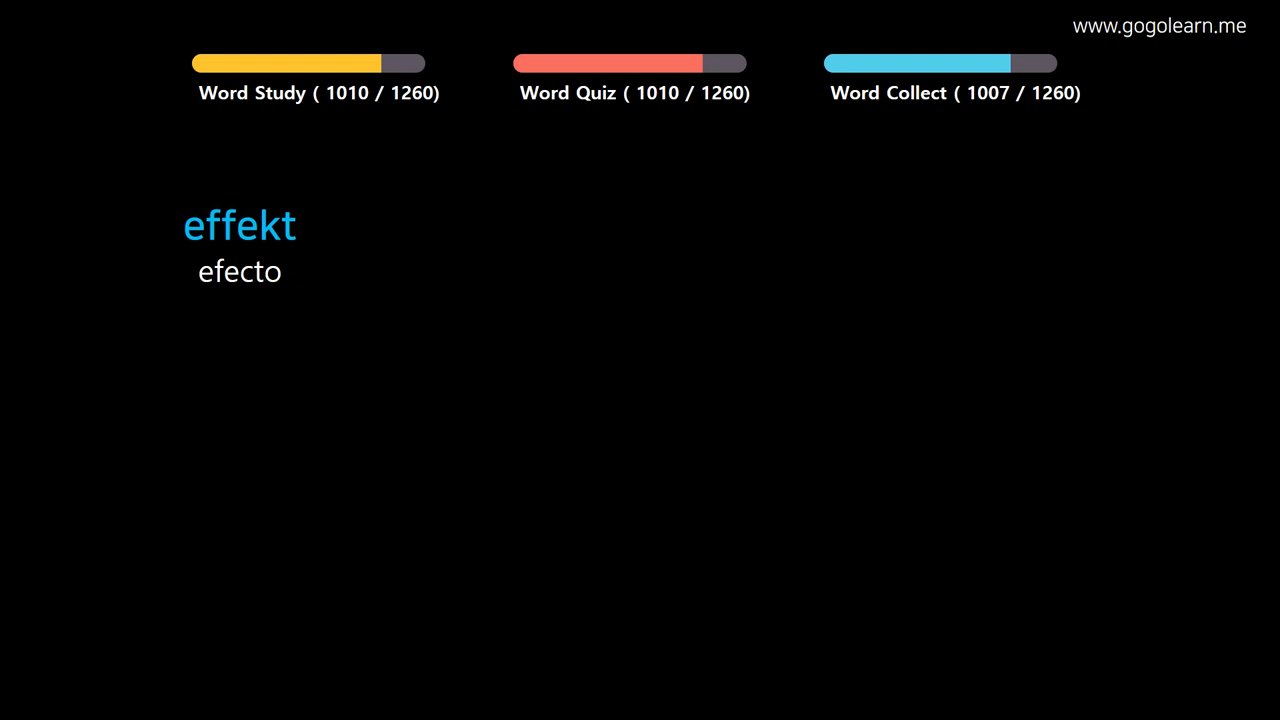 www.gogolearn.me
Word Study ( 1010 / 1260)
Word Quiz ( 1010 / 1260)
Word Collect ( 1007 / 1260)
effekt
efecto